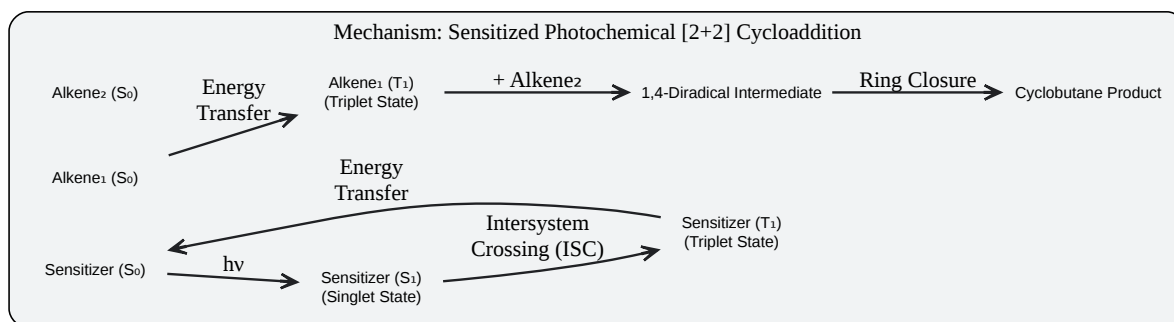 Mechanism: Sensitized Photochemical [2+2] Cycloaddition
Alkene₂ (S₀)
Energy
Transfer
Alkene₁ (T₁)
(Triplet State)
+ Alkene₂
1,4-Diradical Intermediate
Ring Closure
Cyclobutane Product
Alkene₁ (S₀)
Energy
Transfer
Intersystem
Crossing (ISC)
Sensitizer (T₁)
(Triplet State)
Sensitizer (S₀)
hν
Sensitizer (S₁)
(Singlet State)